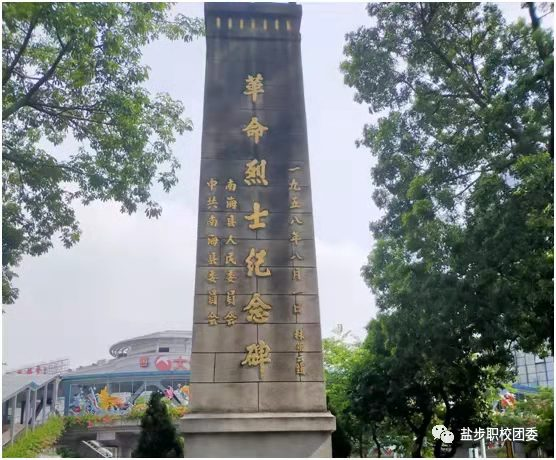 革命烈士纪念碑
一九五八年八月一日
南海县人民委員会
中共南海县委員会
盐步职校团委